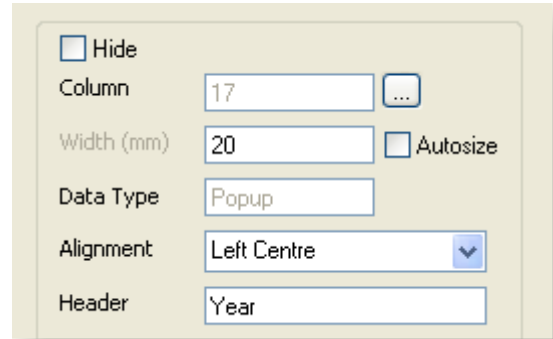 Hide
Column 17 ...
Width (mm) 20 Autosize
Data Type Popup
Alignment Left Centre
Header Year